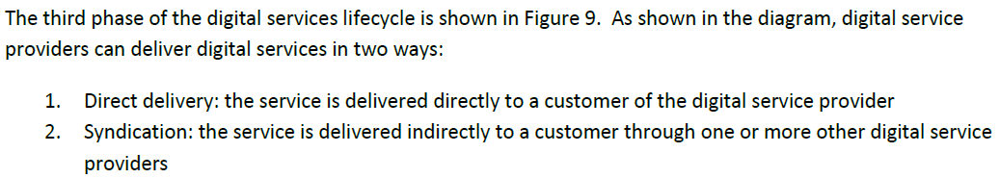 The third phase of the digital services lifecycle is shown in Figure 9.  As shown in the diagram, digital service
providers can deliver digital services in two ways:
1. Direct delivery: the service is delivered directly to a customer of the digital service provider
2. Syndication: the service is delivered indirectly to a customer through one or more other digital service
providers